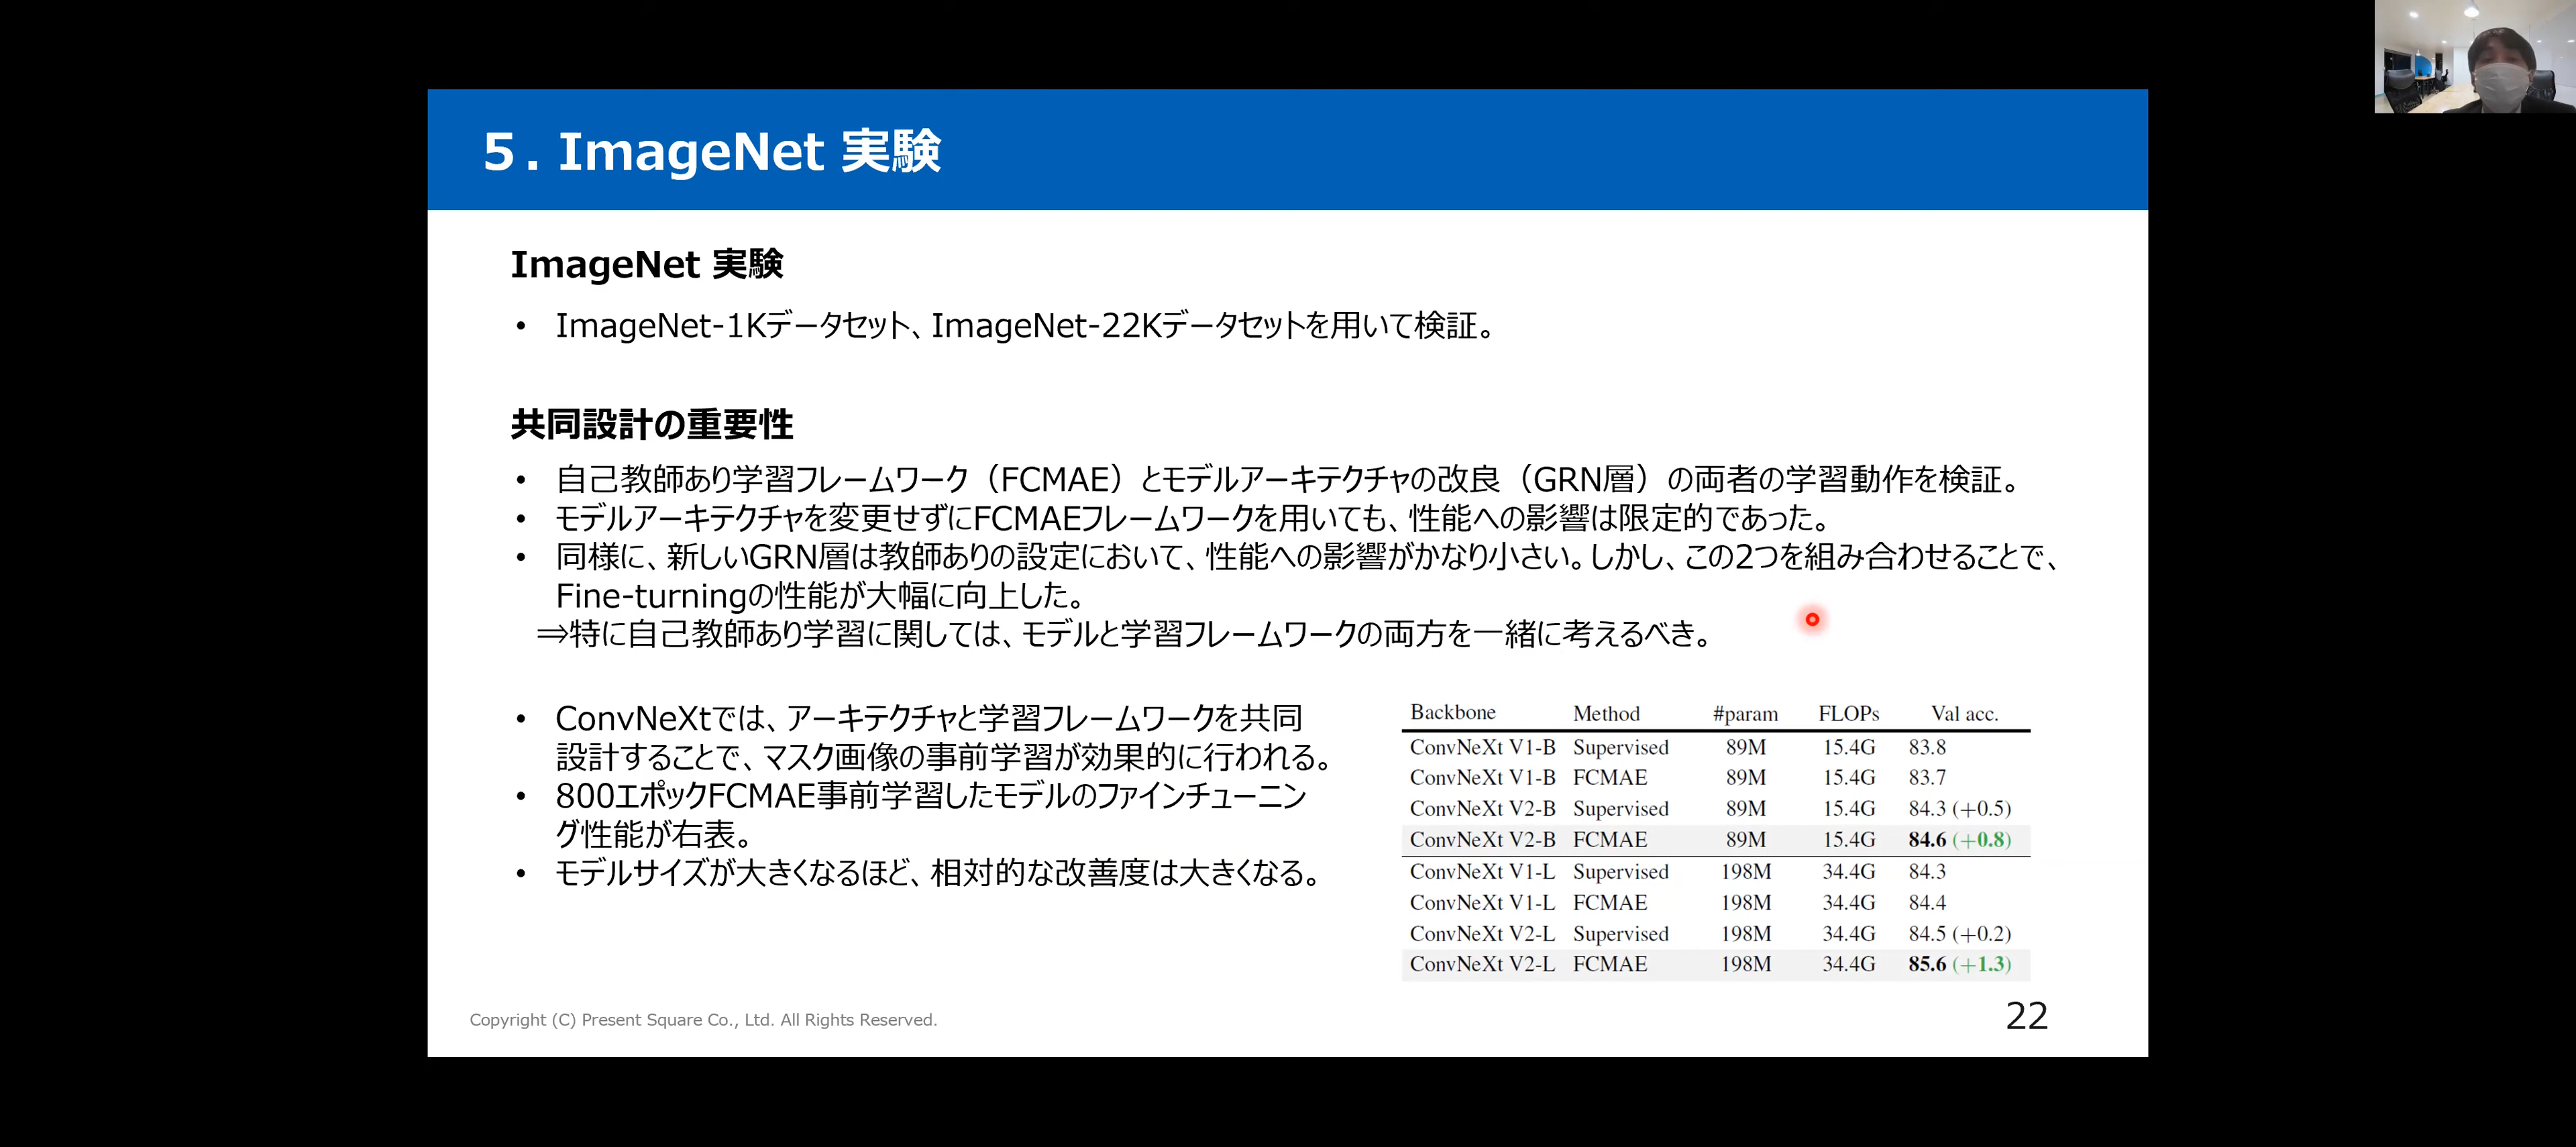 5．ImageNet 実験
ImageNet 実験
• ImageNet-1Kデータセット、ImageNet-22Kデータセットを用いて検証。
共同設計の重要性
• 自己教師あり学習フレームワーク（FCMAE）とモデルアーキテクチャの改良（GRN層）の両者の学習動作を検証。
• モデルアーキテクチャを変更せずにFCMAEフレームワークを用いても、性能への影響は限定的であった。
• 同様に、新しいGRN層は教師ありの設定において、性能への影響がかなり小さい。しかし、この2つを組み合わせることで、
Fine-turningの性能が大幅に向上した。
⇒特に自己教師あり学習に関しては、モデルと学習フレームワークの両方を一緒に考えるべき。
• ConvNeXtでは、アーキテクチャと学習フレームワークを共同
設計することで、マスク画像の事前学習が効果的に行われる。
• 800エポックFCMAE事前学習したモデルのファインチューニン
グ性能が右表。
• モデルサイズが大きくなるほど、相対的な改善度は大きくなる。
Backbone Method #param FLOPs Val acc.
ConvNeXt V1-B Supervised 89M 15.4G 83.8
ConvNeXt V1-B FCMAE 89M 15.4G 83.7
ConvNeXt V2-B Supervised 89M 15.4G 84.3 (+0.5)
ConvNeXt V2-B FCMAE 89M 15.4G 84.6 (+0.8)
ConvNeXt V1-L Supervised 198M 34.4G 84.3
ConvNeXt V1-L FCMAE 198M 34.4G 84.4
ConvNeXt V2-L Supervised 198M 34.4G 84.5 (+0.2)
ConvNeXt V2-L FCMAE 198M 34.4G 85.6 (+1.3)
Copyright (C) Present Square Co., Ltd. All Rights Reserved.
22